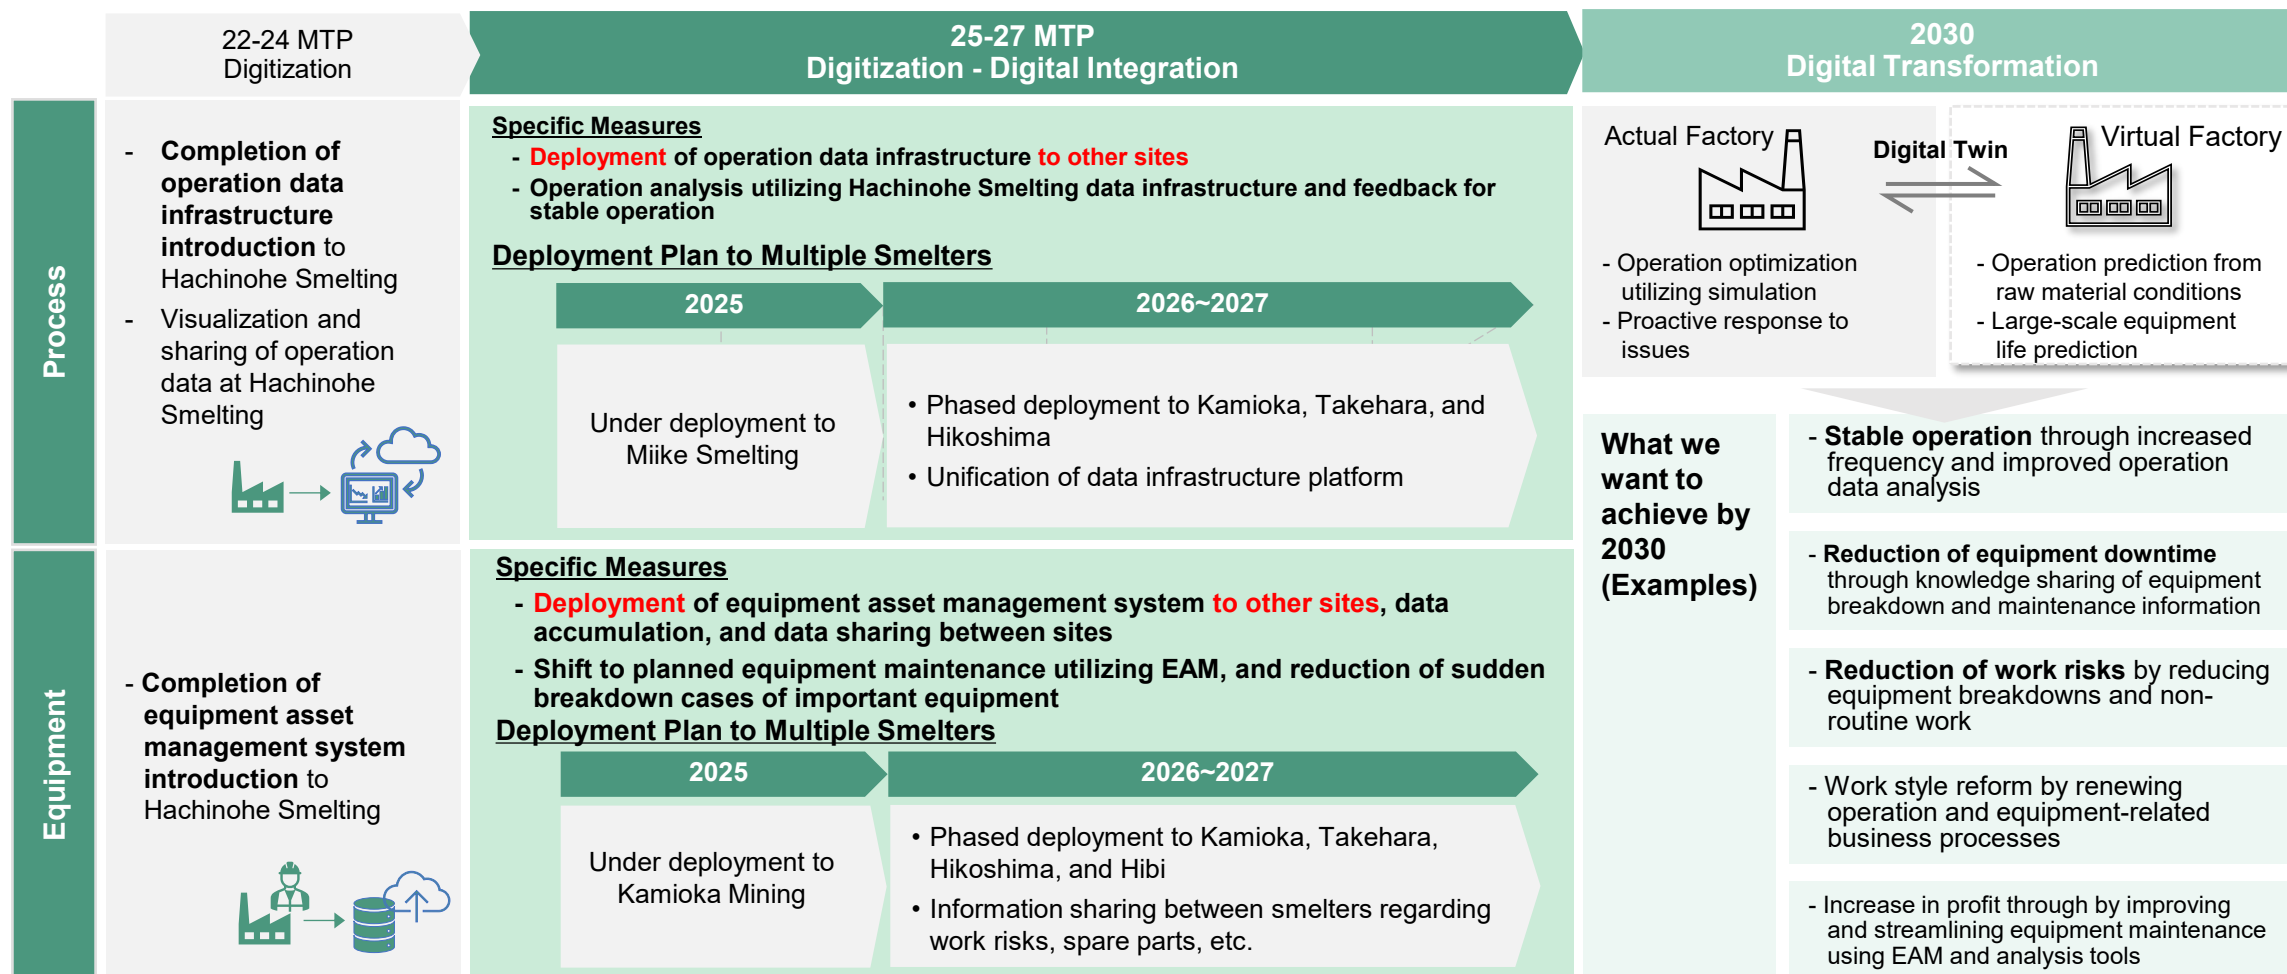 22-24 MTP
Digitization
25-27 MTP
Digitization - Digital Integration
2030
Digital Transformation
Process
- Completion of
operation data
infrastructure
introduction to
Hachinohe Smelting
- Visualization and
sharing of operation
data at Hachinohe
Smelting
Specific Measures
- Deployment of operation data infrastructure to other sites
- Operation analysis utilizing Hachinohe Smelting data infrastructure and feedback for
stable operation
Deployment Plan to Multiple Smelters
2025
2026~2027
Under deployment to
Miike Smelting
• Phased deployment to Kamioka, Takehara, and
Hikoshima
• Unification of data infrastructure platform
Actual Factory
Digital Twin
Virtual Factory
- Operation optimization
utilizing simulation
- Proactive response to
issues
- Operation prediction from
raw material conditions
- Large-scale equipment
life prediction
Equipment
- Completion of
equipment asset
management system
introduction to
Hachinohe Smelting
Specific Measures
- Deployment of equipment asset management system to other sites, data
accumulation, and data sharing between sites
- Shift to planned equipment maintenance utilizing EAM, and reduction of sudden
breakdown cases of important equipment
Deployment Plan to Multiple Smelters
2025
2026~2027
Under deployment to
Kamioka Mining
• Phased deployment to Kamioka, Takehara,
Hikoshima, and Hibi
• Information sharing between smelters regarding
work risks, spare parts, etc.
What we
want to
achieve by
2030
(Examples)
- Stable operation through increased
frequency and improved operation
data analysis
- Reduction of equipment downtime
through knowledge sharing of equipment
breakdown and maintenance information
- Reduction of work risks by reducing
equipment breakdowns and non-
routine work
- Work style reform by renewing
operation and equipment-related
business processes
- Increase in profit through by improving
and streamlining equipment maintenance
using EAM and analysis tools